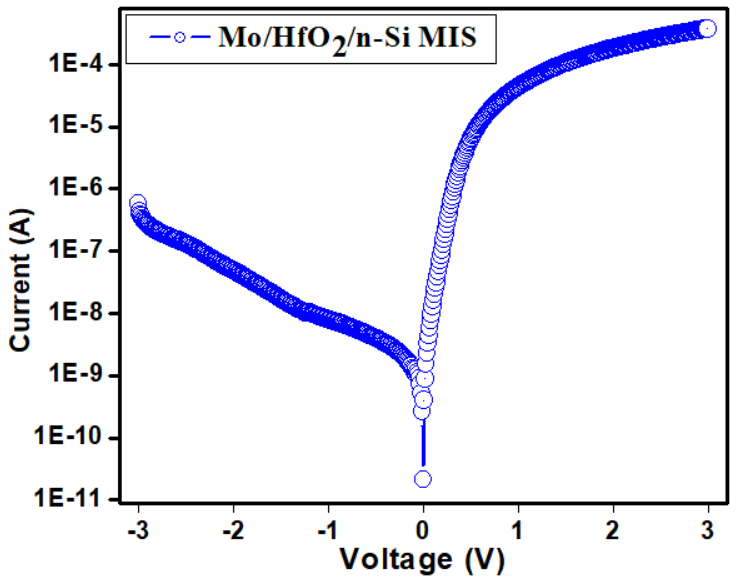 Mo/HfO2/n-Si MIS
1E-4
1E-5
1E-6
1E-7
1E-8
1E-9
1E-10
1E-11
Current (A)
-3 -2 -1 0 1 2 3
Voltage (V)